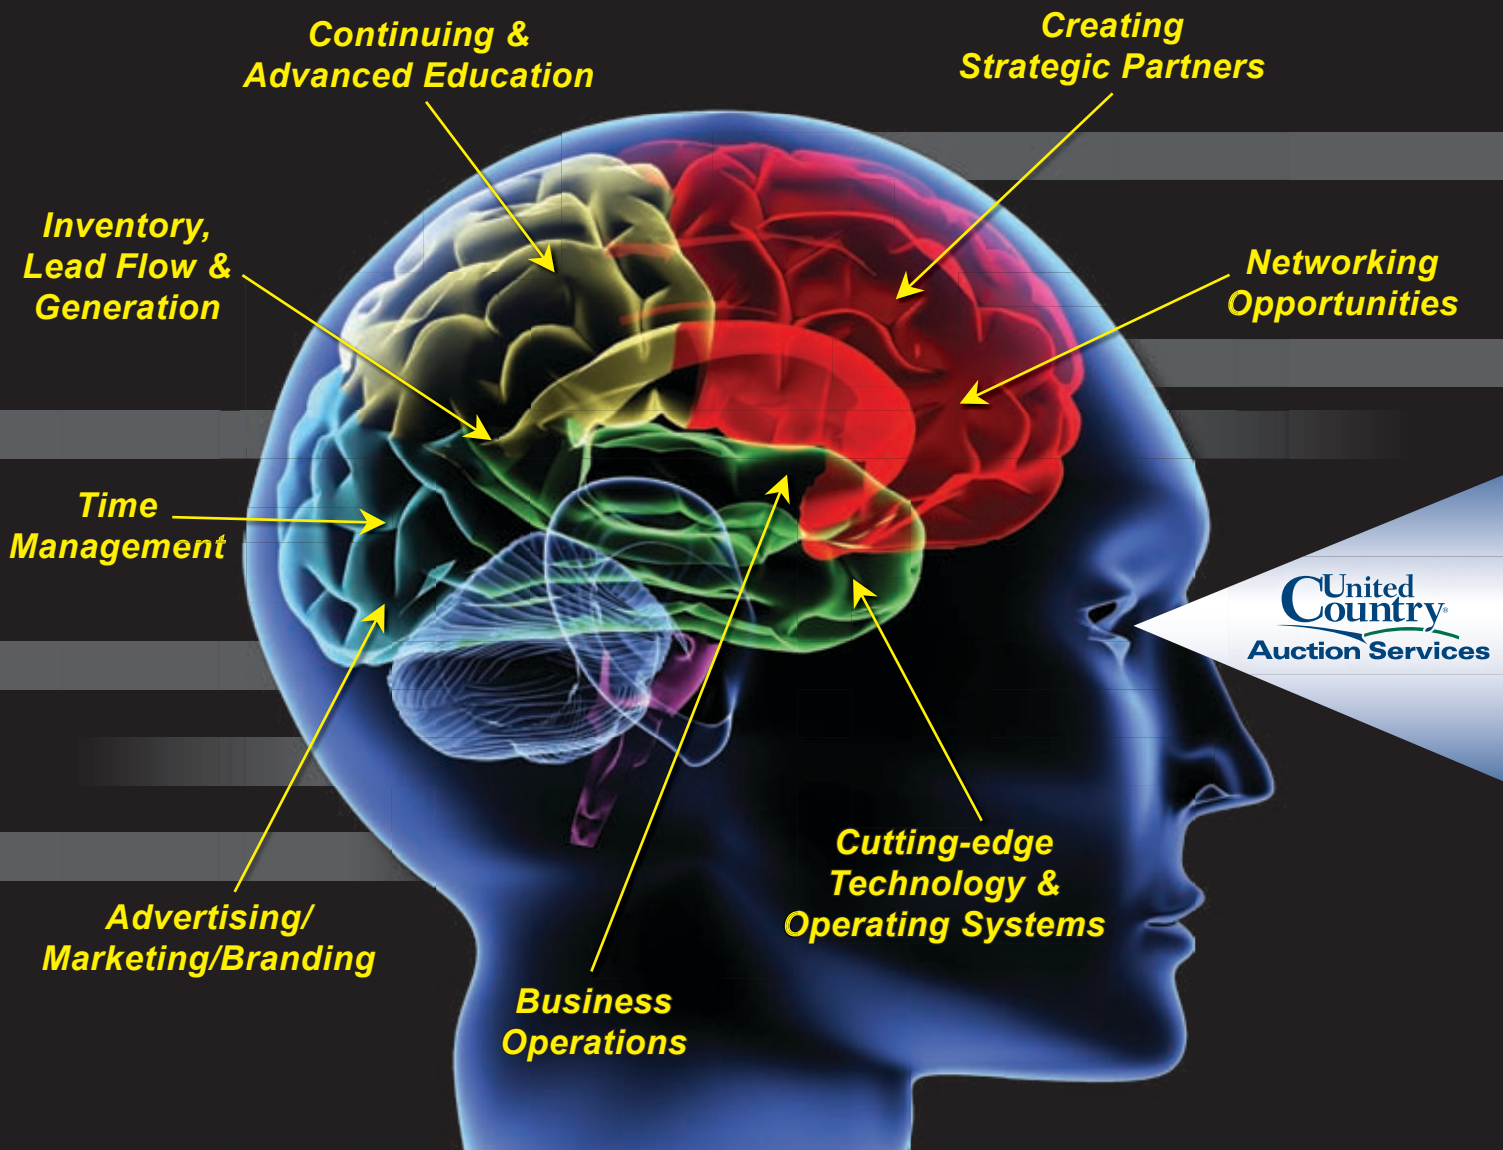 Continuing &
Advanced Education
Creating
Strategic Partners
Inventory,
Lead Flow &
Generation
Networking
Opportunities
Time
Management
United
Country®
Auction Services
Cutting-edge
Technology &
Operating Systems
Advertising/
Marketing/Branding
Business
Operations